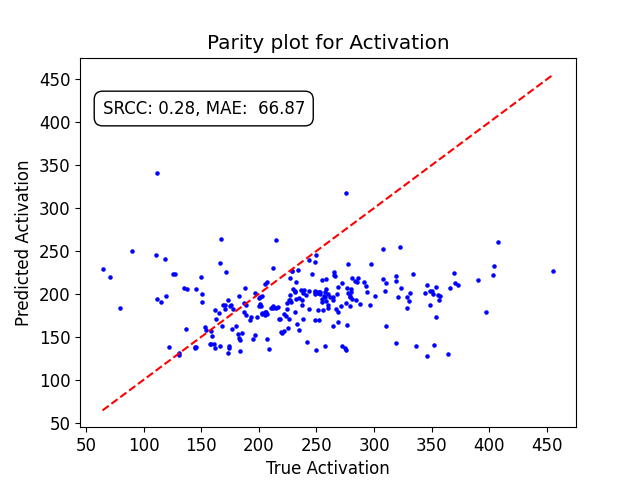 Parity plot for Activation
SRCC: 0.28, MAE:  66.87
Predicted Activation
450
400
350
300
250
200
150
100
50
50 100 150 200 250 300 350 400 450
True Activation